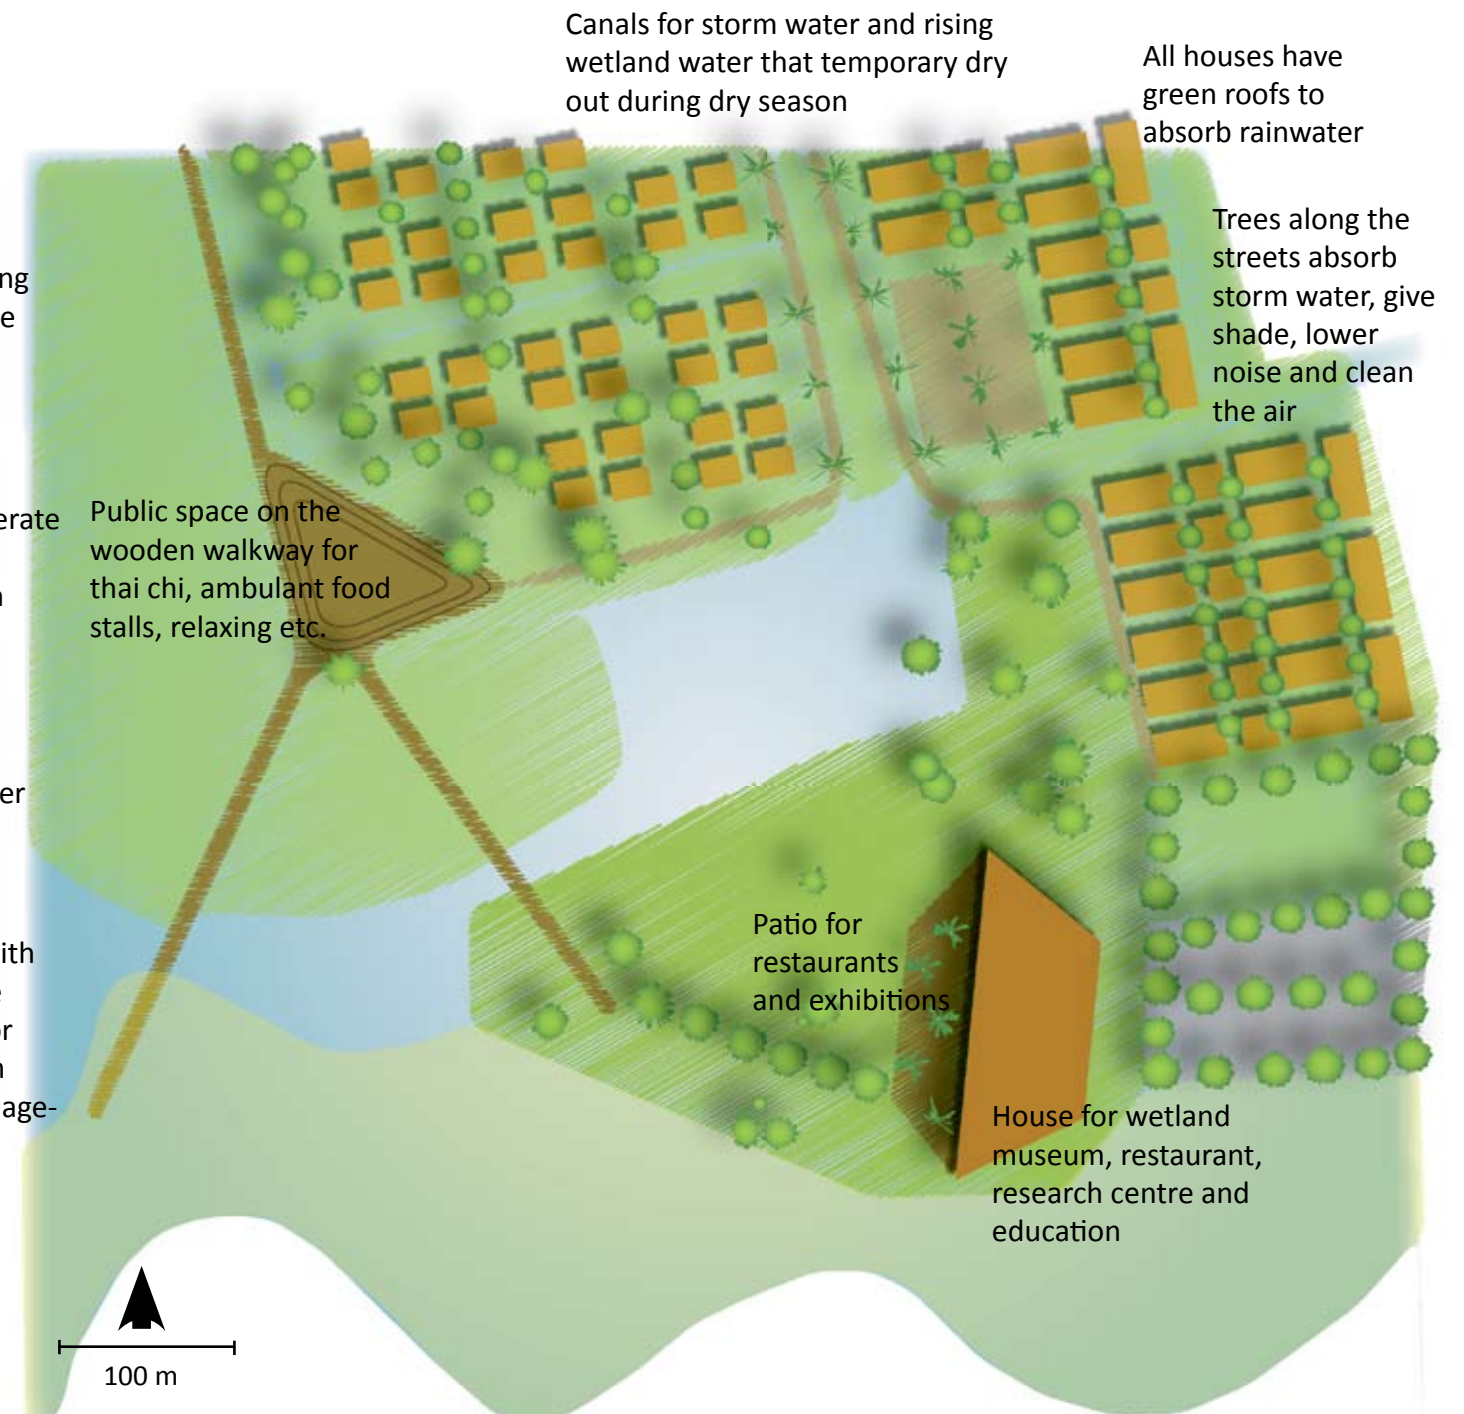 Canals for storm water and rising
wetland water that temporary dry
out during dry season
All houses have
green roofs to
absorb rainwater
Trees along the
streets absorb
storm water, give
shade, lower
noise and clean
the air
Public space on the
wooden walkway for
thai chi, ambulant food
stalls, relaxing etc.
Patio for
restaurants
and exhibitions
House for wetland
museum, restaurant,
research centre and
education
100 m